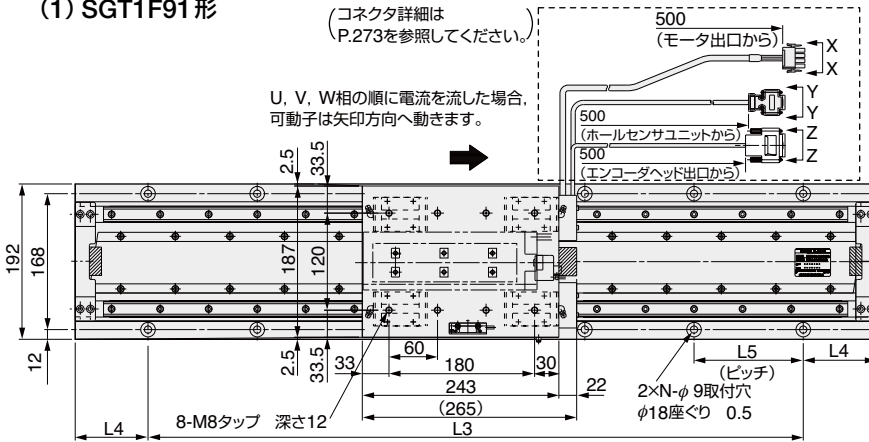 (1) SGT1F91形
(コネクタ詳細は
P.273を参照してください。)
500
(モータ出口から)
X
X
Y
Y
500
(ホールセンサユニットから)
Z
Z
500
(エンコーダヘッド出口から)
U, V, W相の順に電流を流した場合,
可動子は矢印方向へ動きます。
2.5
33.5
192
168
187
120
12
2.5
33.5
60
33
180
30
243
22
(265)
L5
(ピッチ)
L4
2×N-φ 9取付穴
φ18座ぐり 0.5
8-M8タップ 深さ12
L4
L3